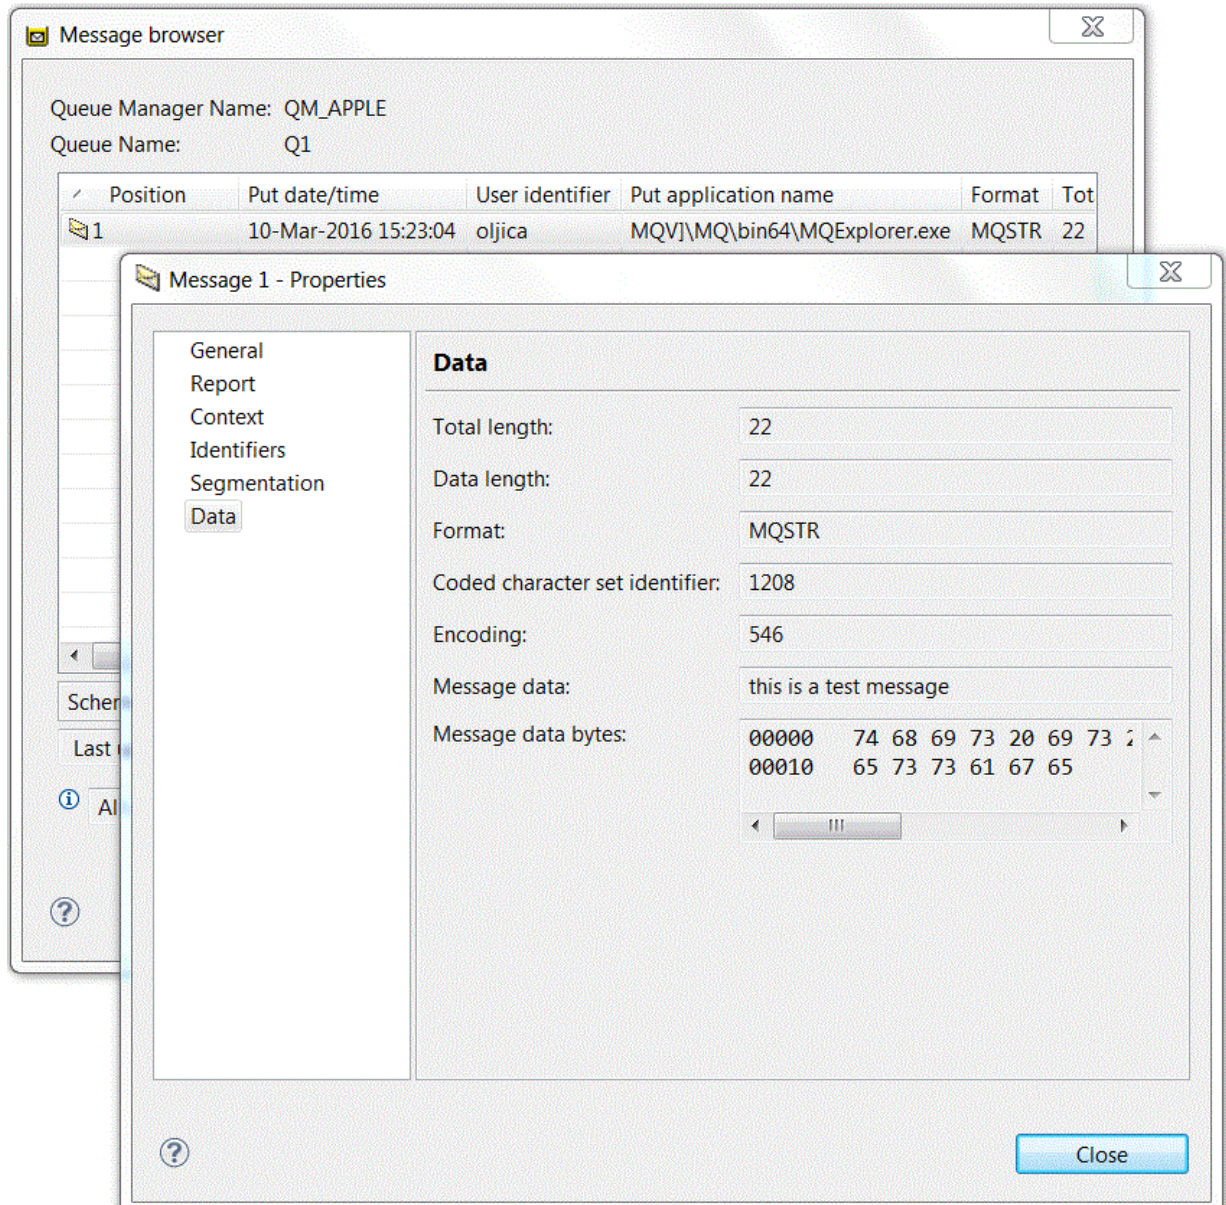 Message browser
Queue Manager Name: QM_APPLE
Queue Name: Q1
Position Put date/time User identifier Put application name Format Tot
1 10-Mar-2016 15:23:04 oljica MQV]\MQ\bin64\MQExplorer.exe MQSTR 22
Message 1 - Properties
General
Report
Context
Identifiers
Segmentation
Data
Data
Total length: 22
Data length: 22
Format: MQSTR
Coded character set identifier: 1208
Encoding: 546
Message data: this is a test message
Message data bytes: 00000 74 68 69 73 20 69 73
00010 65 73 73 61 67 65
Scher
Last
Al
Close